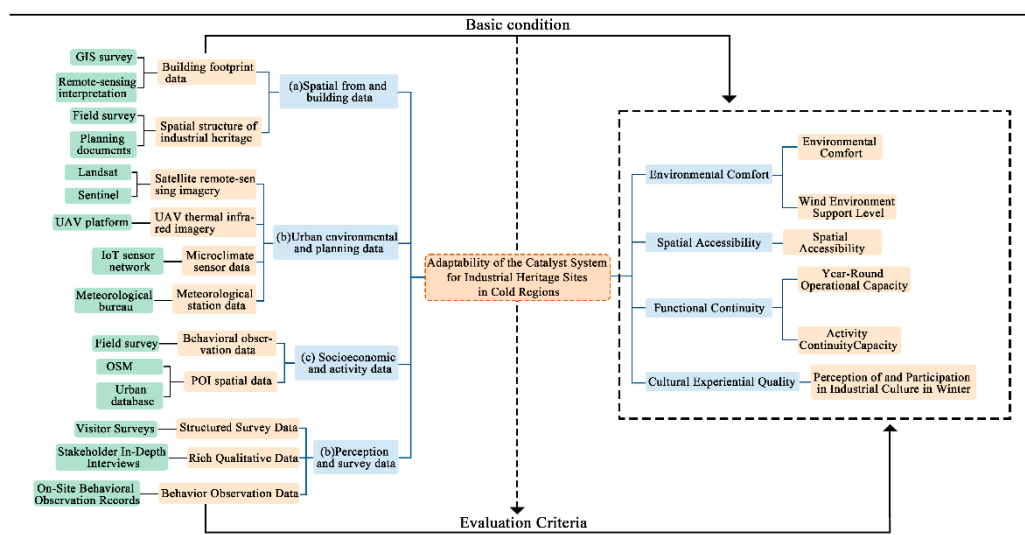 Basic condition
GIS survey
Remote-sensing
interpretation
Building footprint
data
Field survey
Planning
documents
Spatial structure of
industrial heritage
(a)Spatial from and
building data
Landsat
Sentinel
Satellite remote-sen-
sing imagery
UAV platform
UAV thermal infra-
red imagery
IoT sensor
network
Microclimate
sensor data
Meteorological
bureau
Meteorological
station data
(b)Urban environmental
and planning data
Field survey
Behavioral obser-
vation data
OSM
Urban
database
POI spatial data
(c) Socioeconomic
and activity data
Visitor Surveys
Structured Survey Data
Stakeholder In-Depth
Interviews
Rich Qualitative Data
On-Site Behavioral
Observation Records
Behavior Observation Data
(b)Perception
and survey data
Adaptability of the Catalyst System
for Industrial Heritage Sites
in Cold Regions
Environmental Comfort
Environmental
Comfort
Wind Environment
Support Level
Spatial Accessibility
Spatial
Accessibility
Functional Continuity
Year-Round
Operational Capacity
Activity
ContinuityCapacity
Cultural Experiential Quality
Perception of and Participation
in Industrial Culture in Winter
Evaluation Criteria